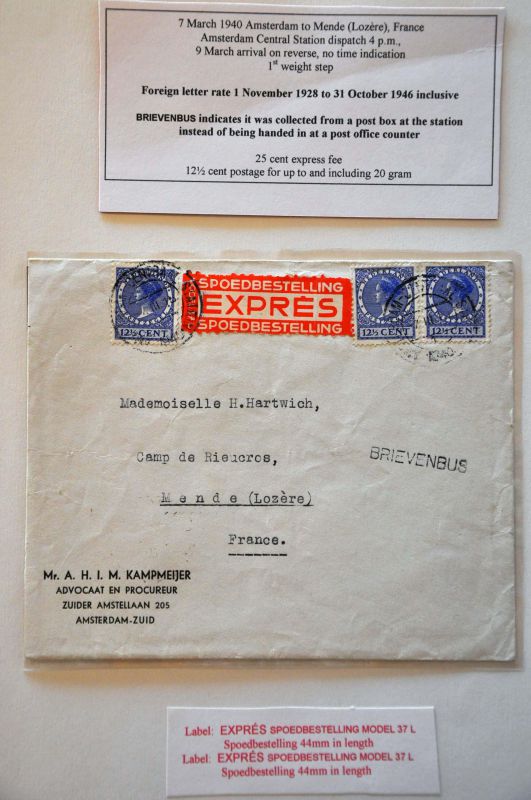 7 March 1940 Amsterdam to Mende (Lozère), France
Amsterdam Central Station dispatch 4 p.m.,
9 March arrival on reverse, no time indication
1st weight step
Foreign letter rate 1 November 1928 to 31 October 1946 inclusive
BRIEVENBUS indicates it was collected from a post box at the station
instead of being handed in at a post office counter
25 cent express fee
12½ cent postage for up to and including 20 gram
SPOEDBESTELLING
EXPRÈS
SPOEDBESTELLING
12½ CENT
12½ CENT
12½ CENT
Mademoiselle H.Hartwich,
Camp de Rieucros,
Mende (Lozère)
France.
BRIEVENBUS
Mr. A. H. I. M. KAMPMEIJER
ADVOCAAT EN PROCUREUR
ZUIDER AMSTELLAAN 205
AMSTERDAM-ZUID
Label: EXPRÉS SPOEDBESTELLING MODEL 37 L
Spoedbestelling 44mm in length
Label: EXPRÉS SPOEDBESTELLING MODEL 37 L
Spoedbestelling 44mm in length